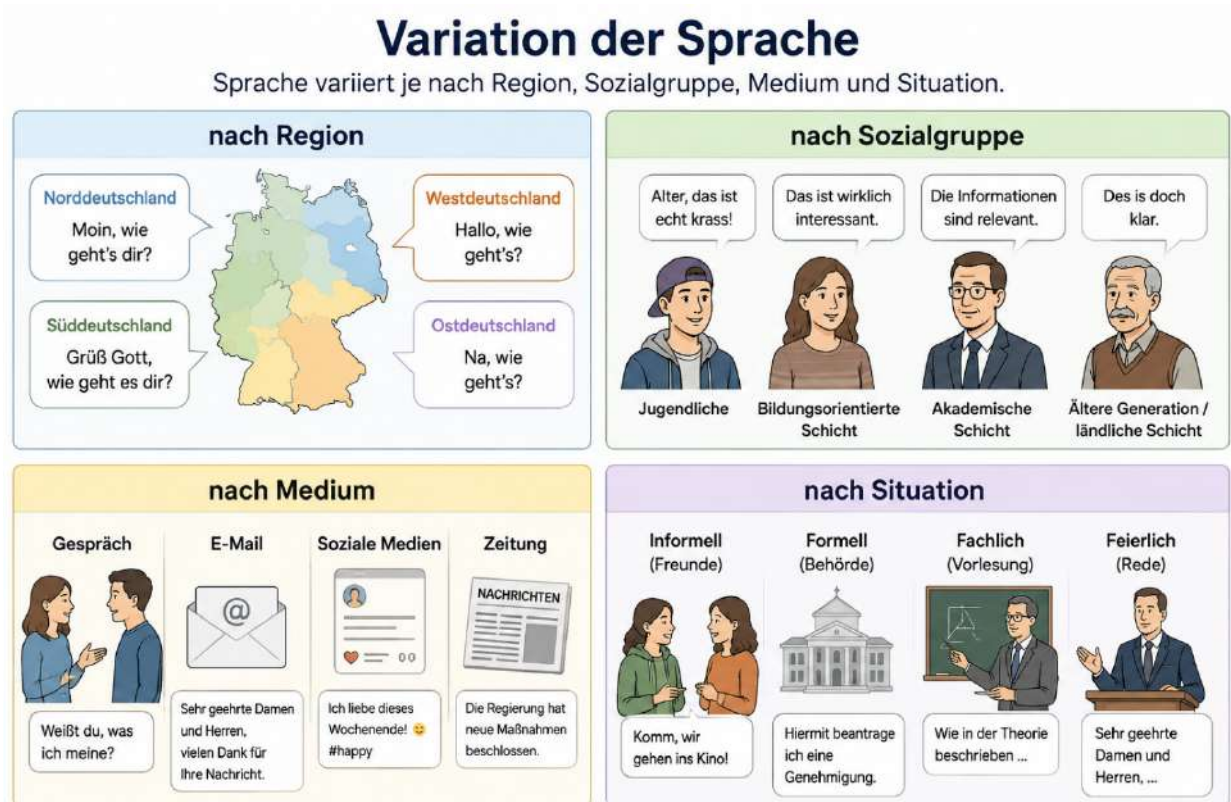 Variation der Sprache
Sprache variiert je nach Region, Sozialgruppe, Medium und Situation.
nach Region
Norddeutschland
Moin, wie
geht's dir?
Westdeutschland
Hallo, wie
geht's?
Süddeutschland
Grüß Gott,
wie geht es dir?
Ostdeutschland
Na, wie
geht's?
nach Sozialgruppe
Alter, das ist
echt krass!
Das ist wirklich
interessant.
Die Informationen
sind relevant.
Des is doch
klar.
Jugendliche
Bildungsorientierte
Schicht
Akademische
Schicht
Ältere Generation /
ländliche Schicht
nach Medium
Gespräch
E-Mail
Soziale Medien
Zeitung
@
NACHRICHTEN
Weißt du, was
ich meine?
Sehr geehrte Damen
und Herren,
vielen Dank für
Ihre Nachricht.
Ich liebe dieses
Wochenende! 😊
#happy
Die Regierung hat
neue Maßnahmen
beschlossen.
nach Situation
Informell
(Freunde)
Formell
(Behörde)
Fachlich
(Vorlesung)
Feierlich
(Rede)
Komm, wir
gehen ins Kino!
Hiermit beantrage
ich eine
Genehmigung.
Wie in der Theorie
beschrieben ...
Sehr geehrte
Damen und
Herren, ...